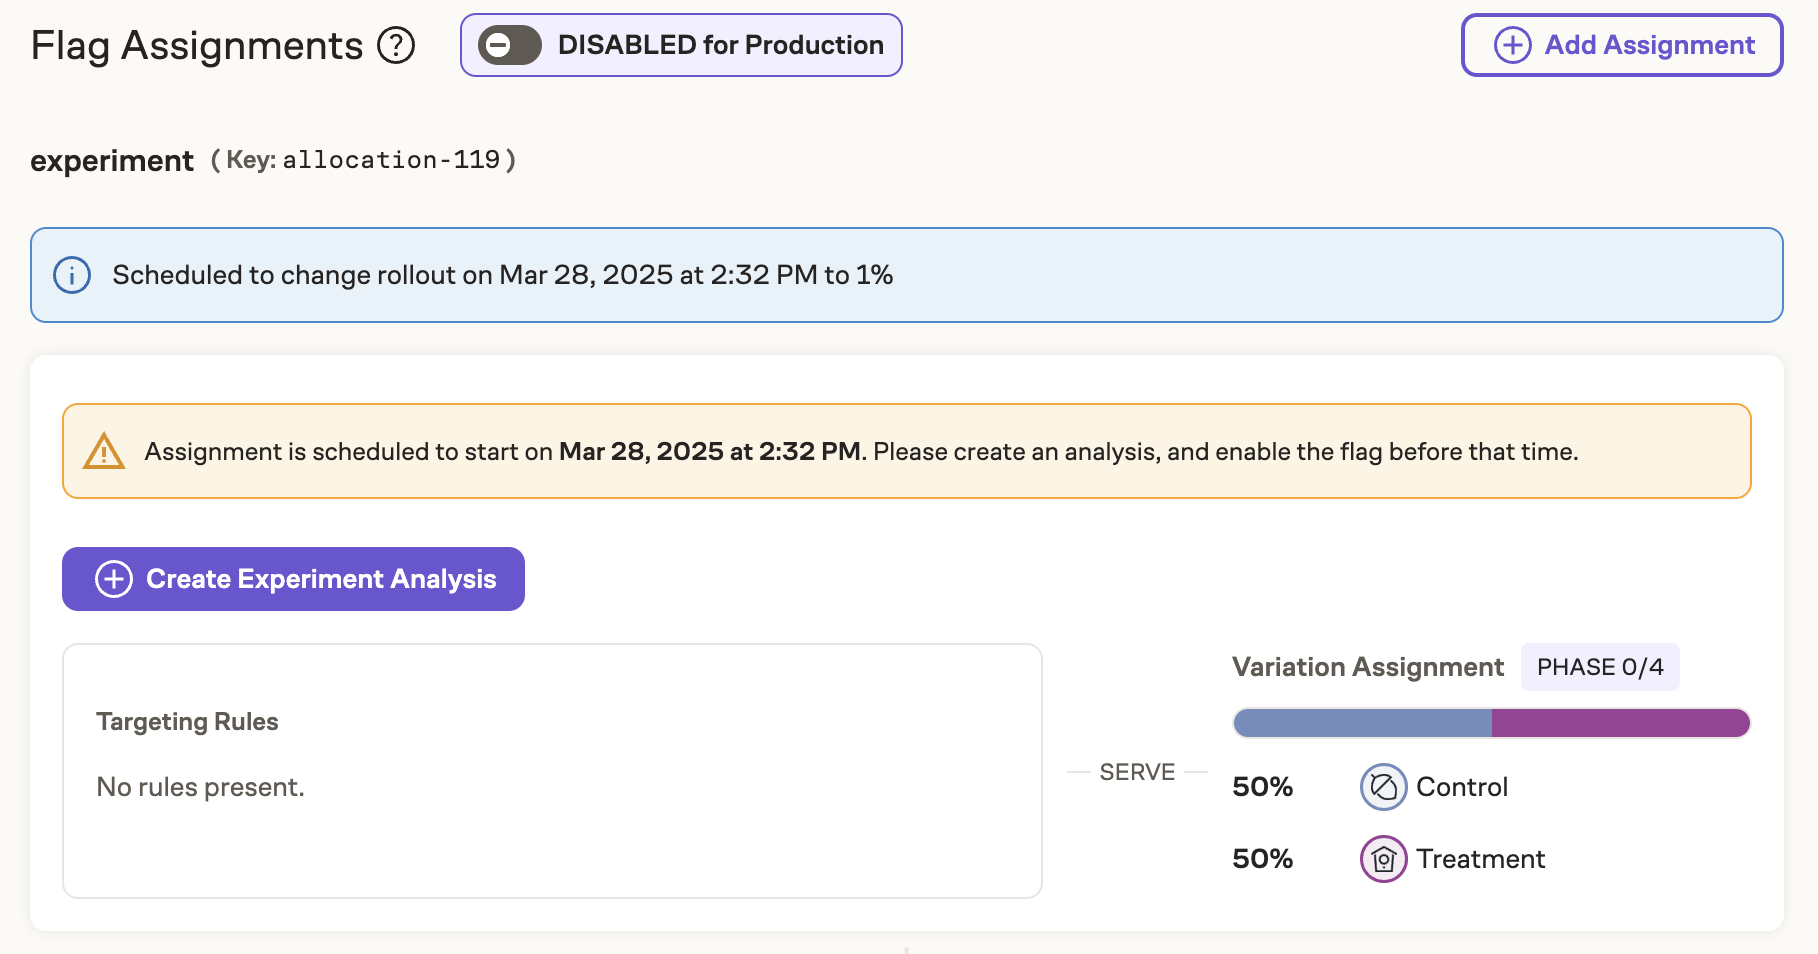 Flag Assignments
DISABLED for Production
Add Assignment
experiment (Key: allocation-119)
Scheduled to change rollout on Mar 28, 2025 at 2:32 PM to 1%
Assignment is scheduled to start on Mar 28, 2025 at 2:32 PM. Please create an analysis, and enable the flag before that time.
Create Experiment Analysis
Targeting Rules
No rules present.
SERVE
Variation Assignment PHASE 0/4
50% Control
50% Treatment